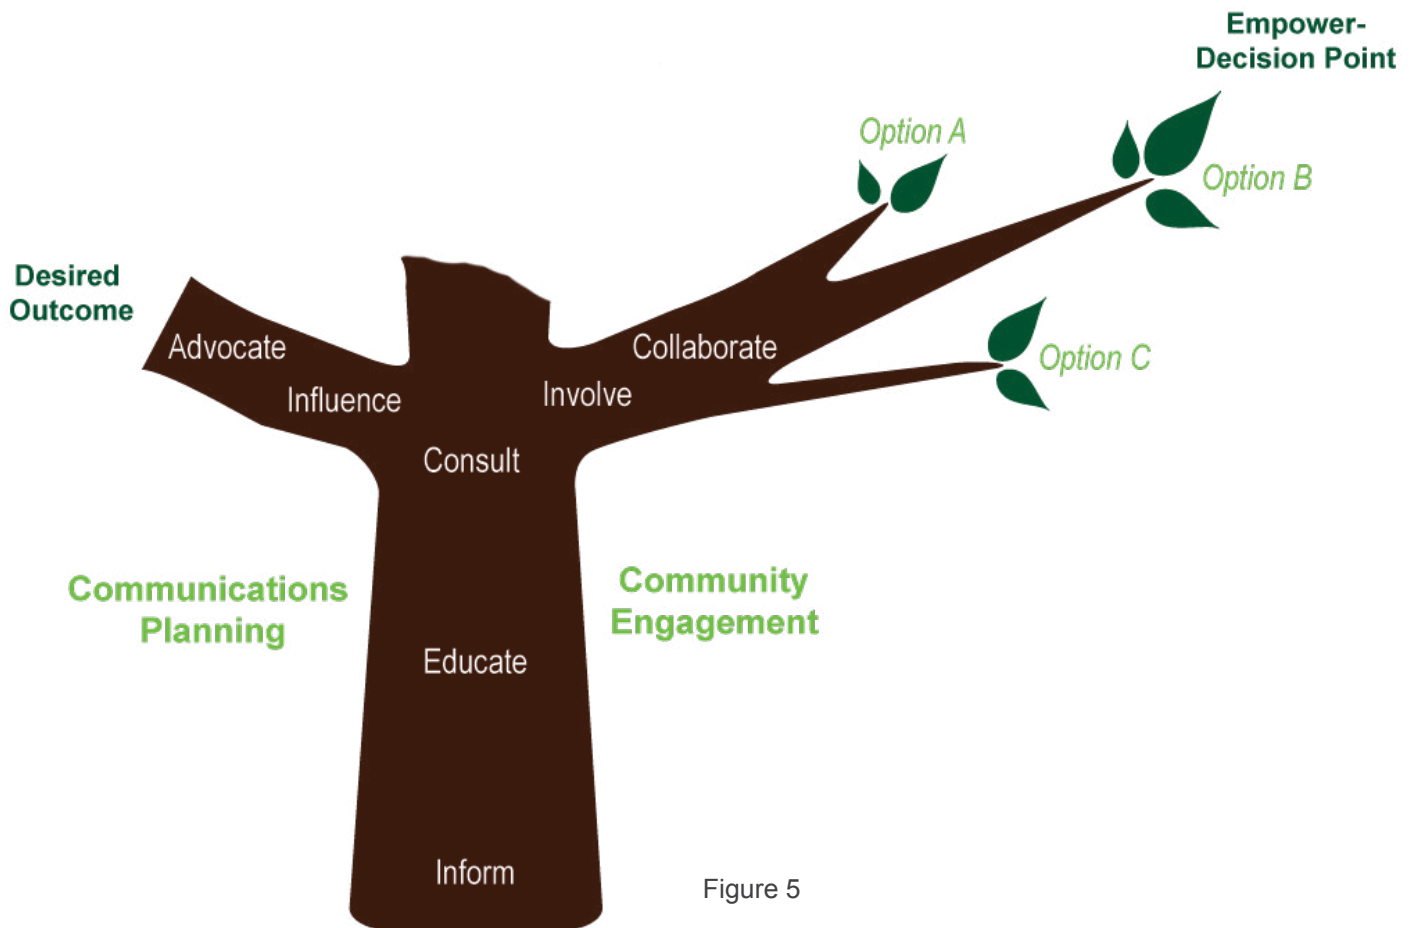 Empower-
Decision Point
Option A
Option B
Desired
Outcome
Advocate
Collaborate
Option C
Influence
Involve
Consult
Communications
Planning
Community
Engagement
Educate
Inform
Figure 5